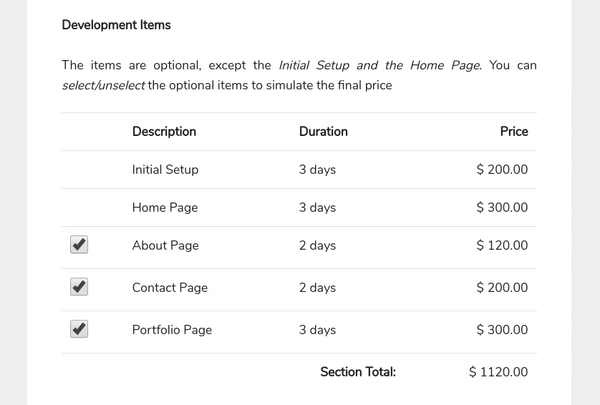 Development Items
The items are optional, except the Initial Setup and the Home Page. You can
select/unselect the optional items to simulate the final price
Description Duration Price
Initial Setup 3 days $ 200.00
Home Page 3 days $ 300.00
About Page 2 days $ 120.00
Contact Page 2 days $ 200.00
Portfolio Page 3 days $ 300.00
Section Total: $ 1120.00